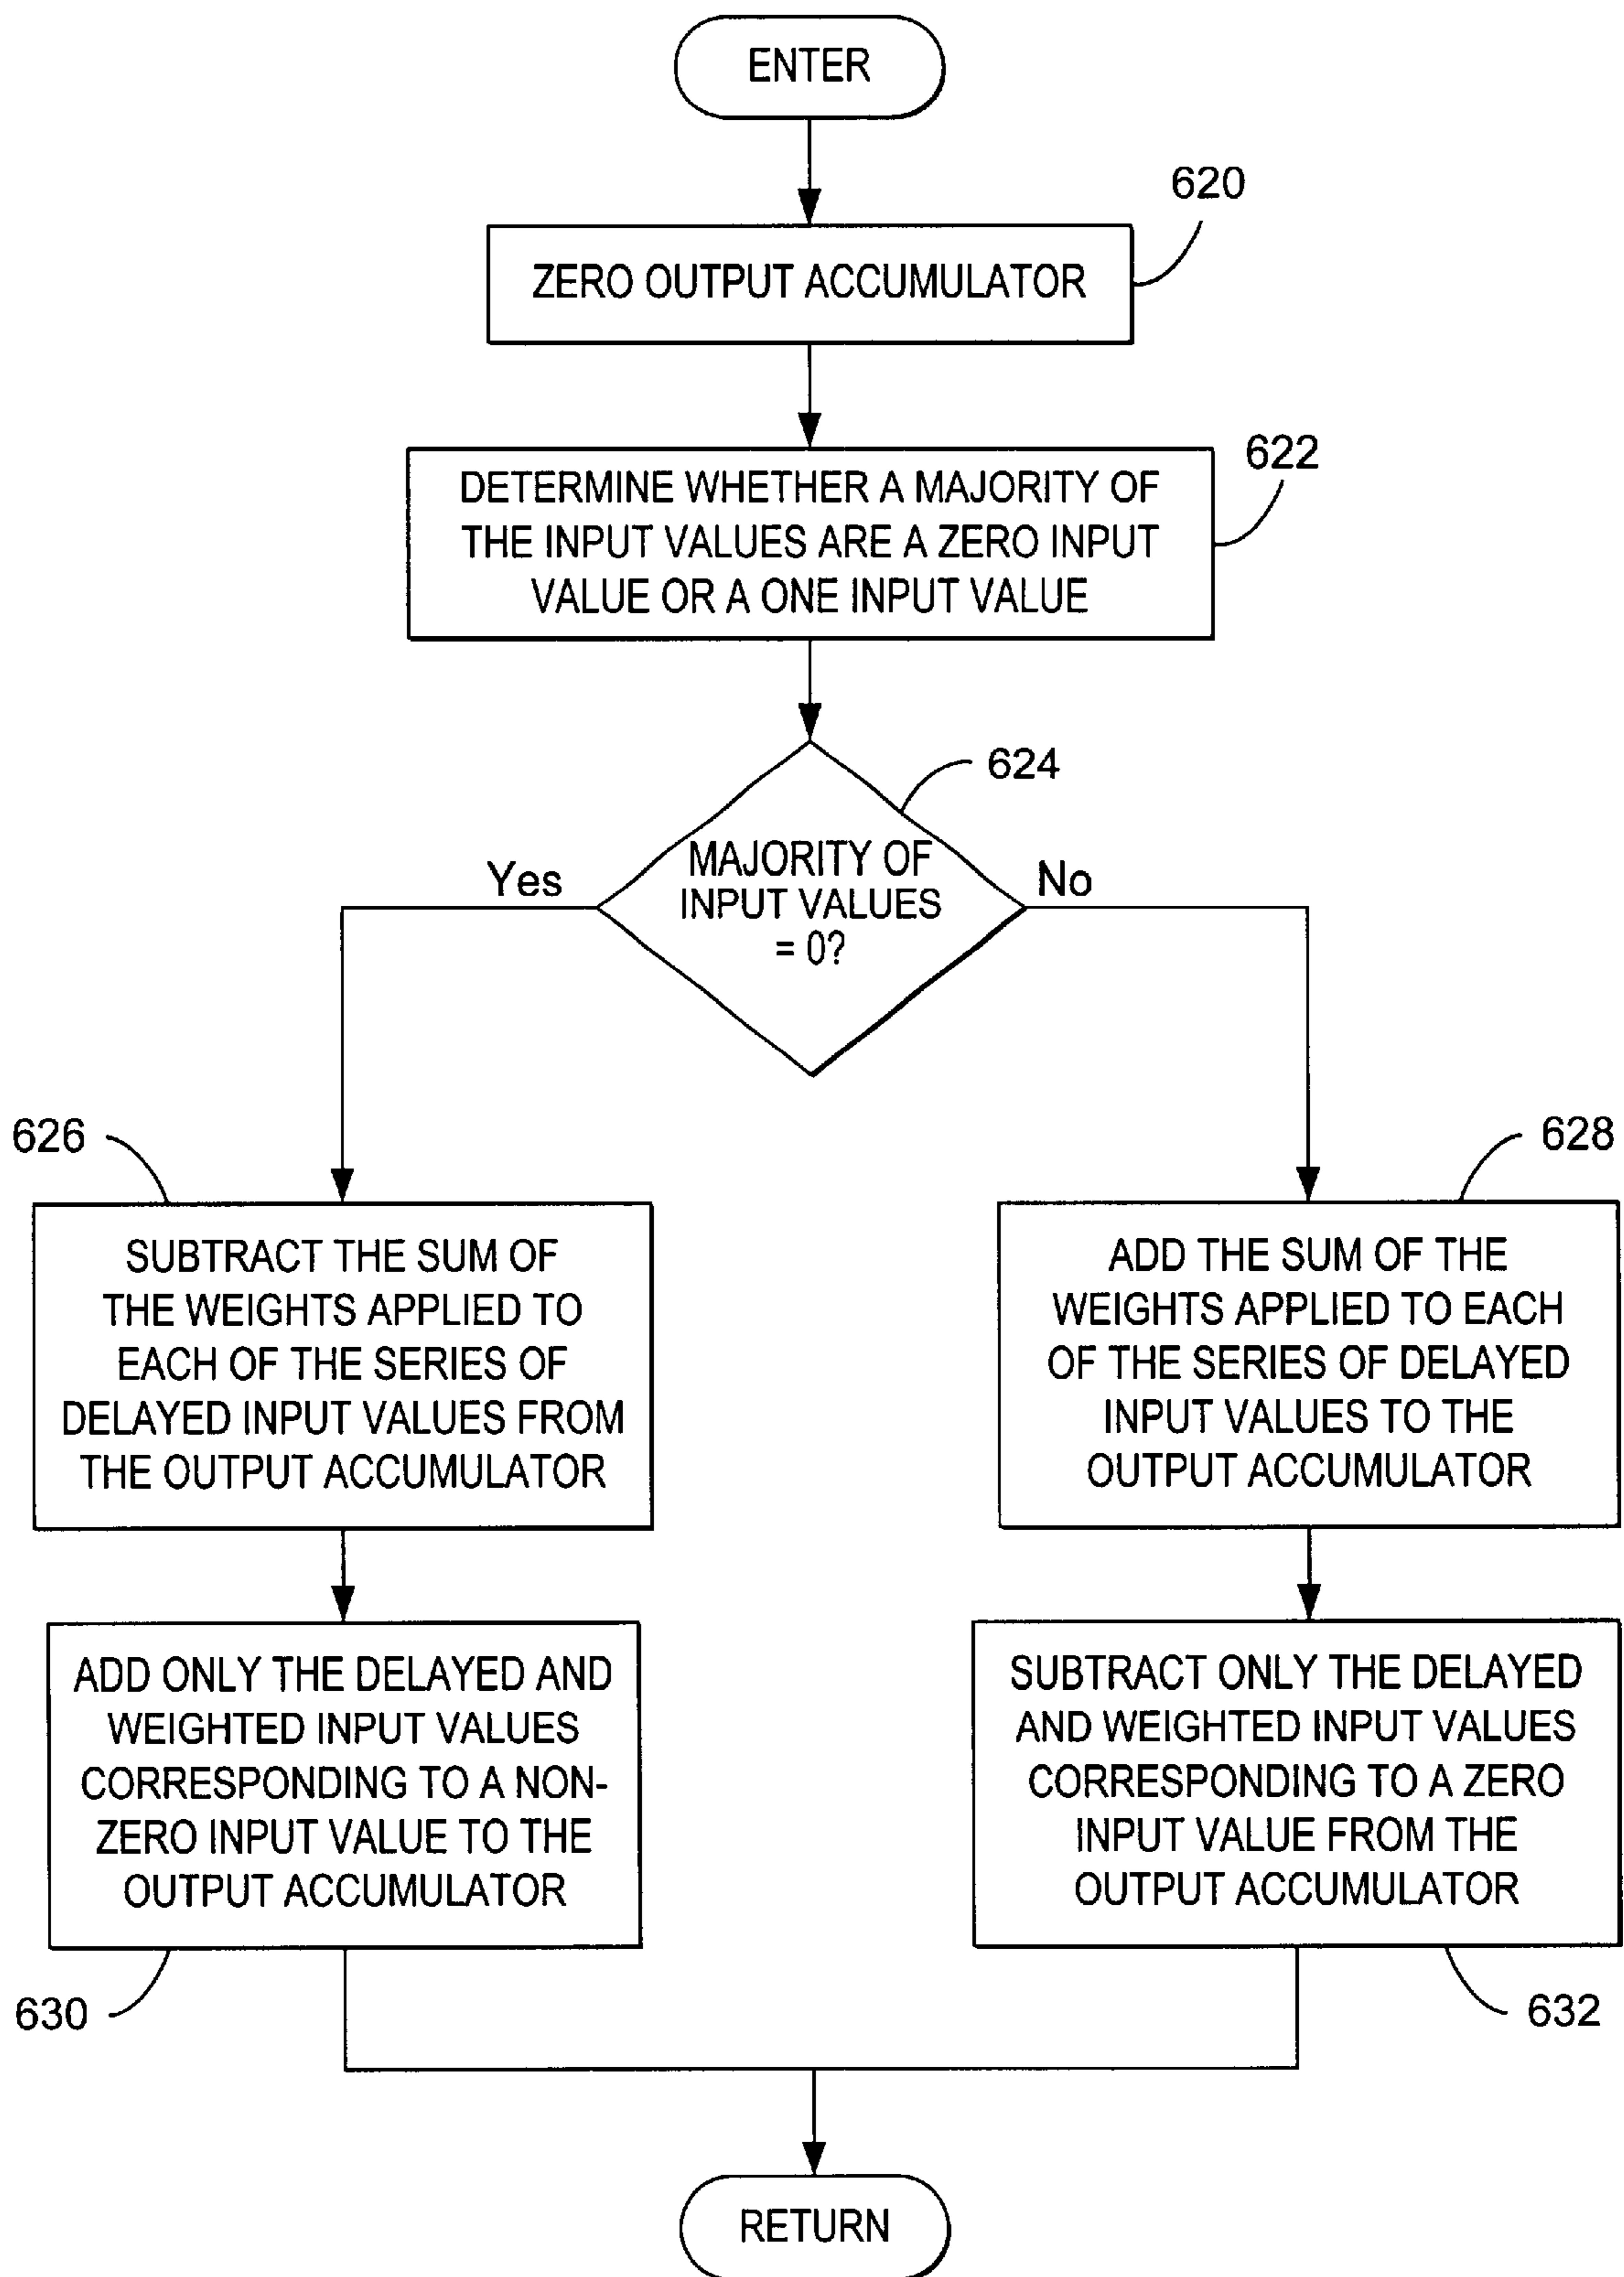 ENTER
620
ZERO OUTPUT ACCUMULATOR
622
DETERMINE WHETHER A MAJORITY OF
THE INPUT VALUES ARE A ZERO INPUT
VALUE OR A ONE INPUT VALUE
624
MAJORITY OF
INPUT VALUES
= 0?
Yes
No
626
SUBTRACT THE SUM OF
THE WEIGHTS APPLIED TO
EACH OF THE SERIES OF
DELAYED INPUT VALUES FROM
THE OUTPUT ACCUMULATOR
628
ADD THE SUM OF THE
WEIGHTS APPLIED TO EACH
OF THE SERIES OF DELAYED
INPUT VALUES TO THE
OUTPUT ACCUMULATOR
ADD ONLY THE DELAYED AND
WEIGHTED INPUT VALUES
CORRESPONDING TO A NON-
ZERO INPUT VALUE TO THE
OUTPUT ACCUMULATOR
630
SUBTRACT ONLY THE DELAYED
AND WEIGHTED INPUT VALUES
CORRESPONDING TO A ZERO
INPUT VALUE FROM THE
OUTPUT ACCUMULATOR
632
RETURN